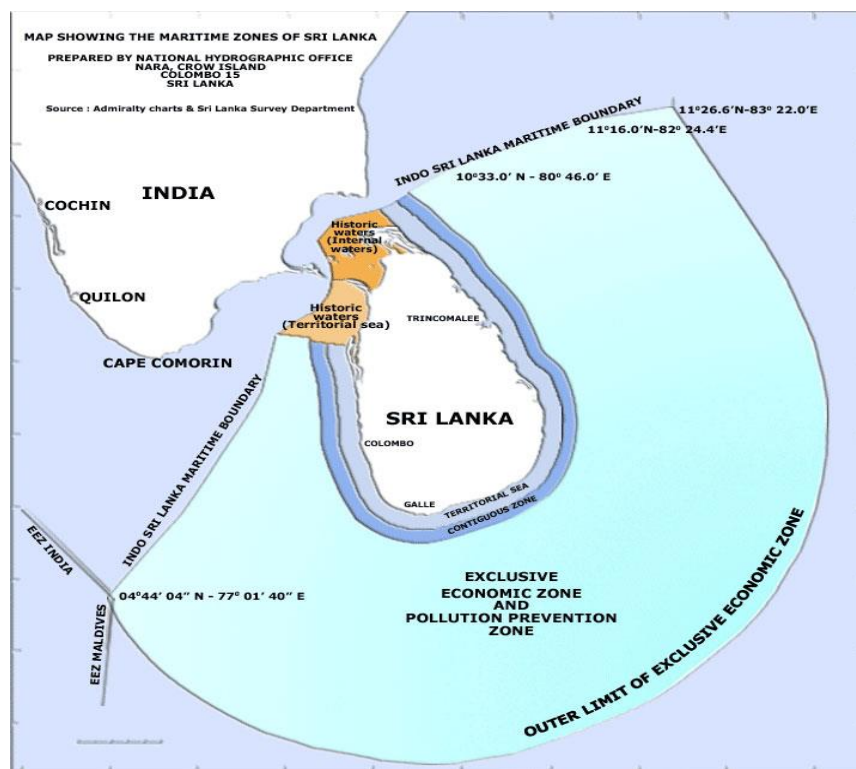 MAP SHOWING THE MARITIME ZONES OF SRI LANKA
PREPARED BY NATIONAL HYDROGRAPHIC OFFICE
NARA, CROW ISLAND
COLOMBO 15
SRI LANKA
Source : Admiralty charts & Sri Lanka Survey Department
INDO SRI LANKA MARITIME BOUNDARY
11°26.6'N-83° 22.0'E
11°16.0'N-82° 24.4'E
10°33.0' N - 80° 46.0' E
INDIA
COCHIN
Historic
waters
(Internal
waters)
QUILON
Historic
waters
(Territorial sea)
TRINCOMALEE
CAPE COMORIN
SRI LANKA
COLOMBO
INDO SRI LANKA MARITIME BOUNDARY
GALLE
TERRITORIAL SEA
CONTIGUOUS ZONE
EEZ INDIA
EXCLUSIVE
ECONOMIC ZONE
AND
POLLUTION PREVENTION
ZONE
04°44' 04" N - 77° 01' 40" E
EEZ MALDIVES
OUTER LIMIT OF EXCLUSIVE ECONOMIC ZONE